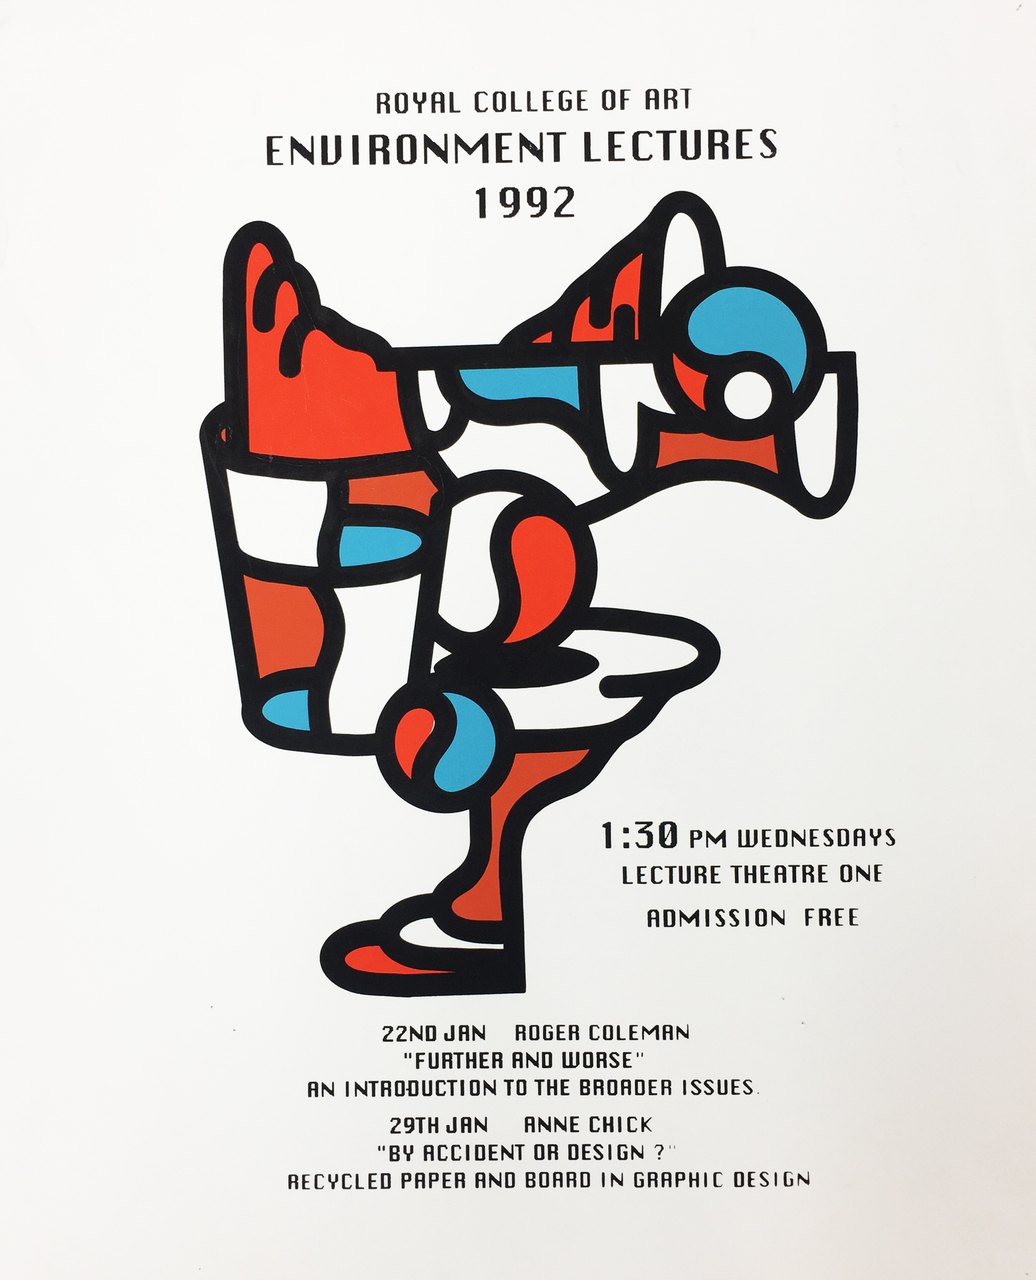 ROYAL COLLEGE OF ART
ENVIRONMENT LECTURES
1992
1:30 PM WEDNESDAYS
LECTURE THEATRE ONE
ADMISSION FREE
22ND JAN ROGER COLEMAN
"FURTHER AND WORSE"
AN INTRODUCTION TO THE BROADER ISSUES.
29TH JAN ANNE CHICK
"BY ACCIDENT OR DESIGN ?"
RECYCLED PAPER AND BOARD IN GRAPHIC DESIGN